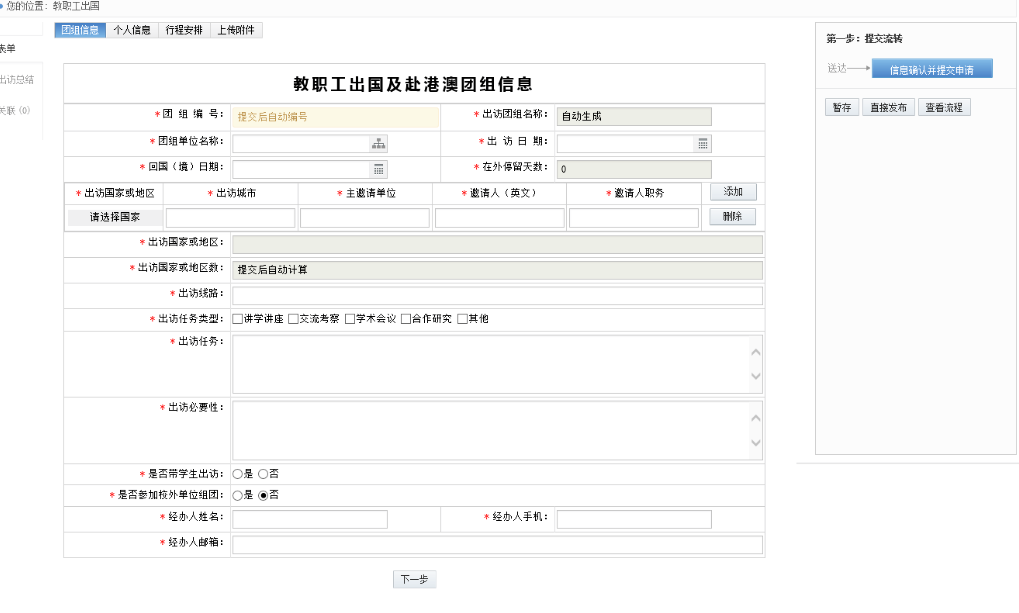 您的位置: 教职工出国
团组信息 个人信息 行程安排 上传附件
表单
出访总结
关联 (0)
第一步: 提交流转
送达 信息确认并提交申请
暂存 直接发布 查看流程
教职工出国及赴港澳团组信息
*团 组 编 号: 提交后自动编号 *出访团组名称: 自动生成
*团组单位名称: *出 访 日 期:
*回国（境）日期: *在外停留天数: 0
*出访国家或地区 *出访城市 *主邀请单位 *邀请人（英文） *邀请人职务 添加
请选择国家 删除
*出访国家或地区:
*出访国家或地区数: 提交后自动计算
*出访线路:
*出访任务类型: 讲学讲座 交流考察 学术会议 合作研究 其他
*出访任务:
*出访必要性:
*是否带学生出访: 是 否
*是否参加校外单位组团: 是 否
*经办人姓名: *经办人手机:
*经办人邮箱:
下一步